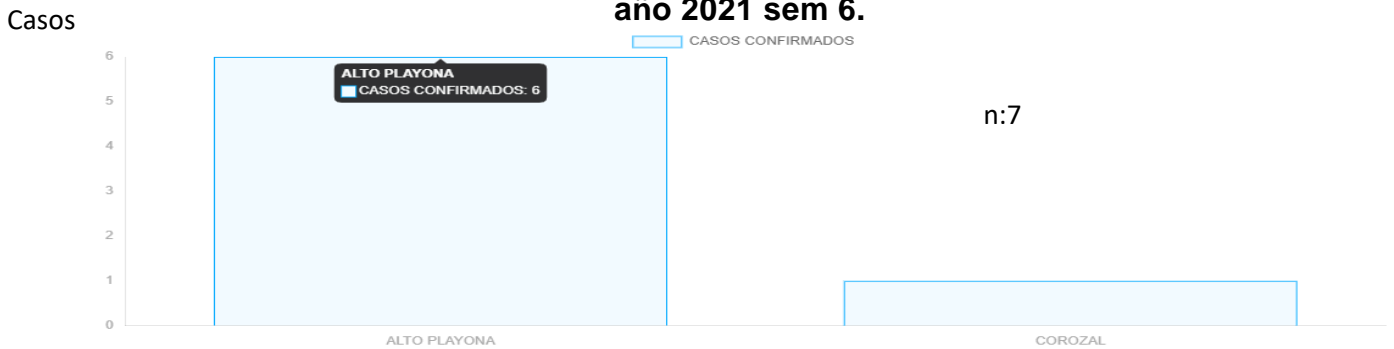 año 2021 sem 6.
Casos
CASOS CONFIRMADOS
6
ALTO PLAYONA
CASOS CONFIRMADOS: 6
5
n:7
4
3
2
1
0
ALTO PLAYONA
COROZAL